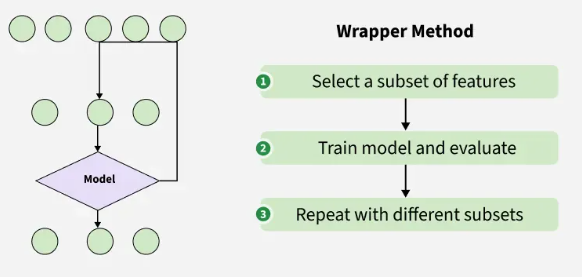 Wrapper Method
1 Select a subset of features
2 Train model and evaluate
3 Repeat with different subsets
Model